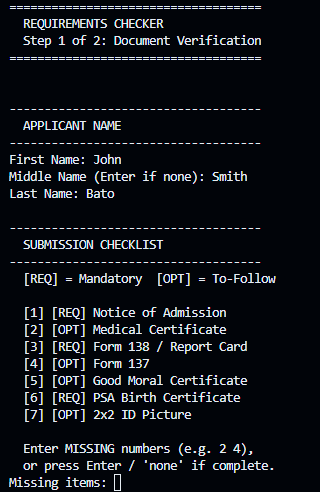 ====================================
REQUIREMENTS CHECKER
Step 1 of 2: Document Verification
====================================
------------------------------------
APPLICANT NAME
------------------------------------
First Name: John
Middle Name (Enter if none): Smith
Last Name: Bato
------------------------------------
SUBMISSION CHECKLIST
------------------------------------
[REQ] = Mandatory  [OPT] = To-Follow
[1] [REQ] Notice of Admission
[2] [OPT] Medical Certificate
[3] [REQ] Form 138 / Report Card
[4] [OPT] Form 137
[5] [OPT] Good Moral Certificate
[6] [REQ] PSA Birth Certificate
[7] [OPT] 2x2 ID Picture
Enter MISSING numbers (e.g. 2 4),
or press Enter / 'none' if complete.
Missing items: